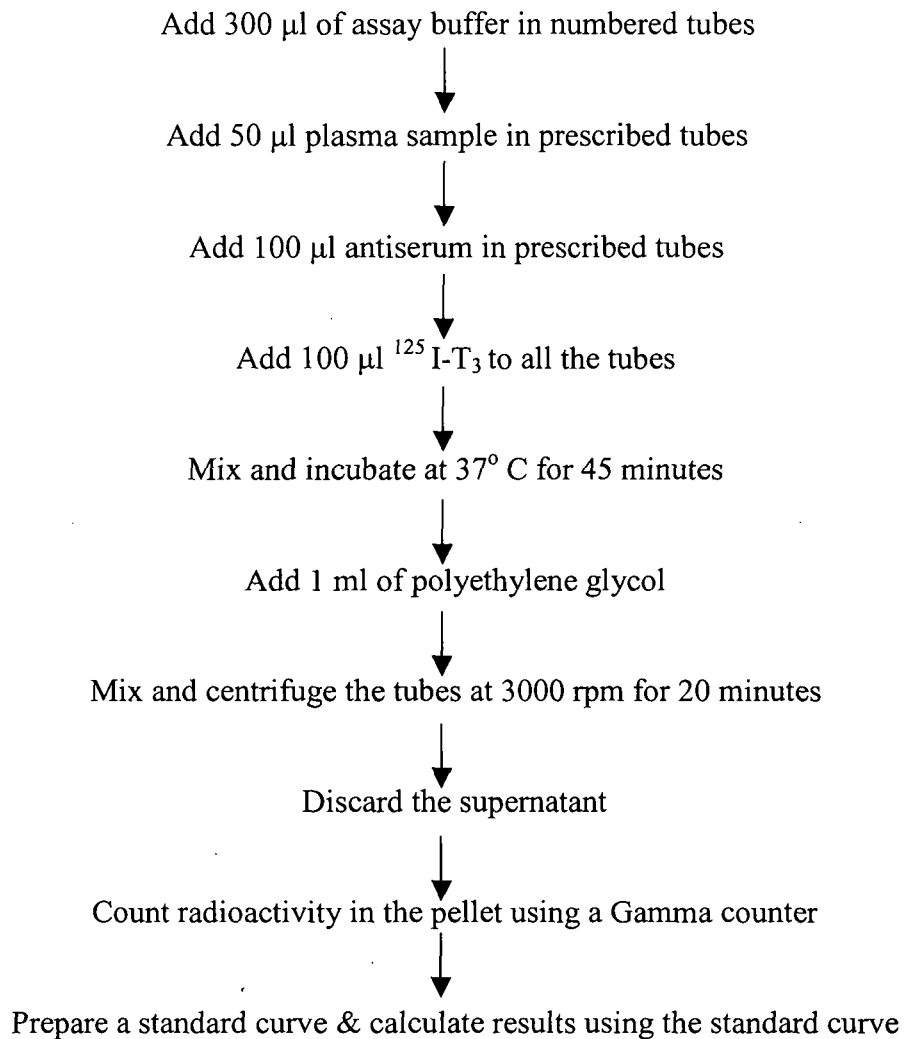 Add 300 μl of assay buffer in numbered tubes
Add 50 μl plasma sample in prescribed tubes
Add 100 μl antiserum in prescribed tubes
Add 100 μl ¹²⁵ I-T₃ to all the tubes
Mix and incubate at 37° C for 45 minutes
Add 1 ml of polyethylene glycol
Mix and centrifuge the tubes at 3000 rpm for 20 minutes
Discard the supernatant
Count radioactivity in the pellet using a Gamma counter
Prepare a standard curve & calculate results using the standard curve